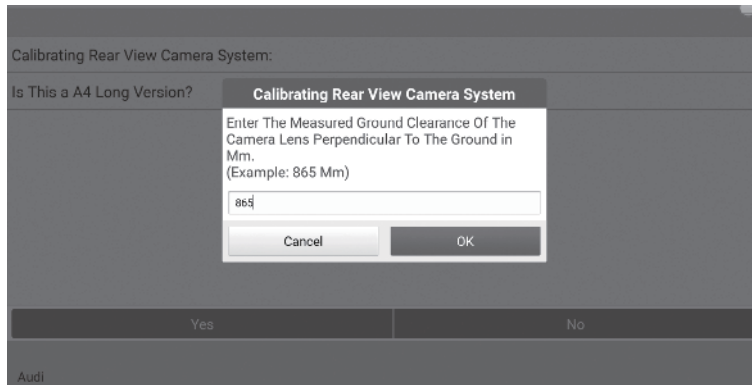 Calibrating Rear View Camera System:
Is This a A4 Long Version?
Calibrating Rear View Camera System
Enter The Measured Ground Clearance Of The
Camera Lens Perpendicular To The Ground in
Mm.
(Example: 865 Mm)
865
Cancel
OK
Yes
No
Audi